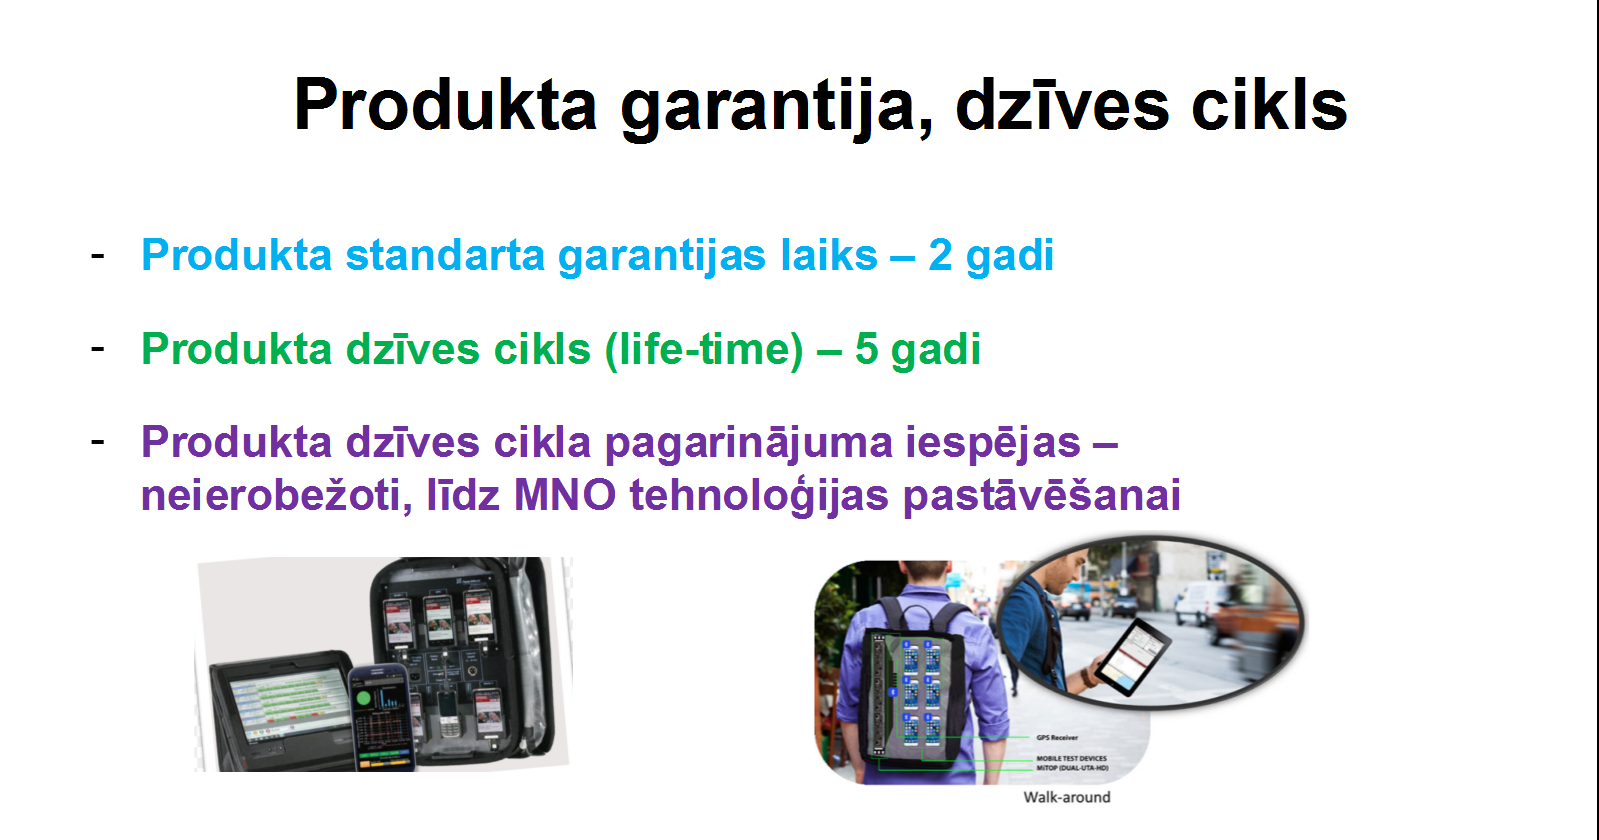 Produkta garantija, dzīves cikls
- Produkta standarta garantijas laiks – 2 gadi
- Produkta dzīves cikls (life-time) – 5 gadi
- Produkta dzīves cikla pagarinājuma iespējas –
neierobežoti, līdz MNO tehnoloģijas pastāvēšanai
GPS Receiver
MOBILE TEST DEVICES
MiTOP (DUAL-UTA-HD)
Walk-around